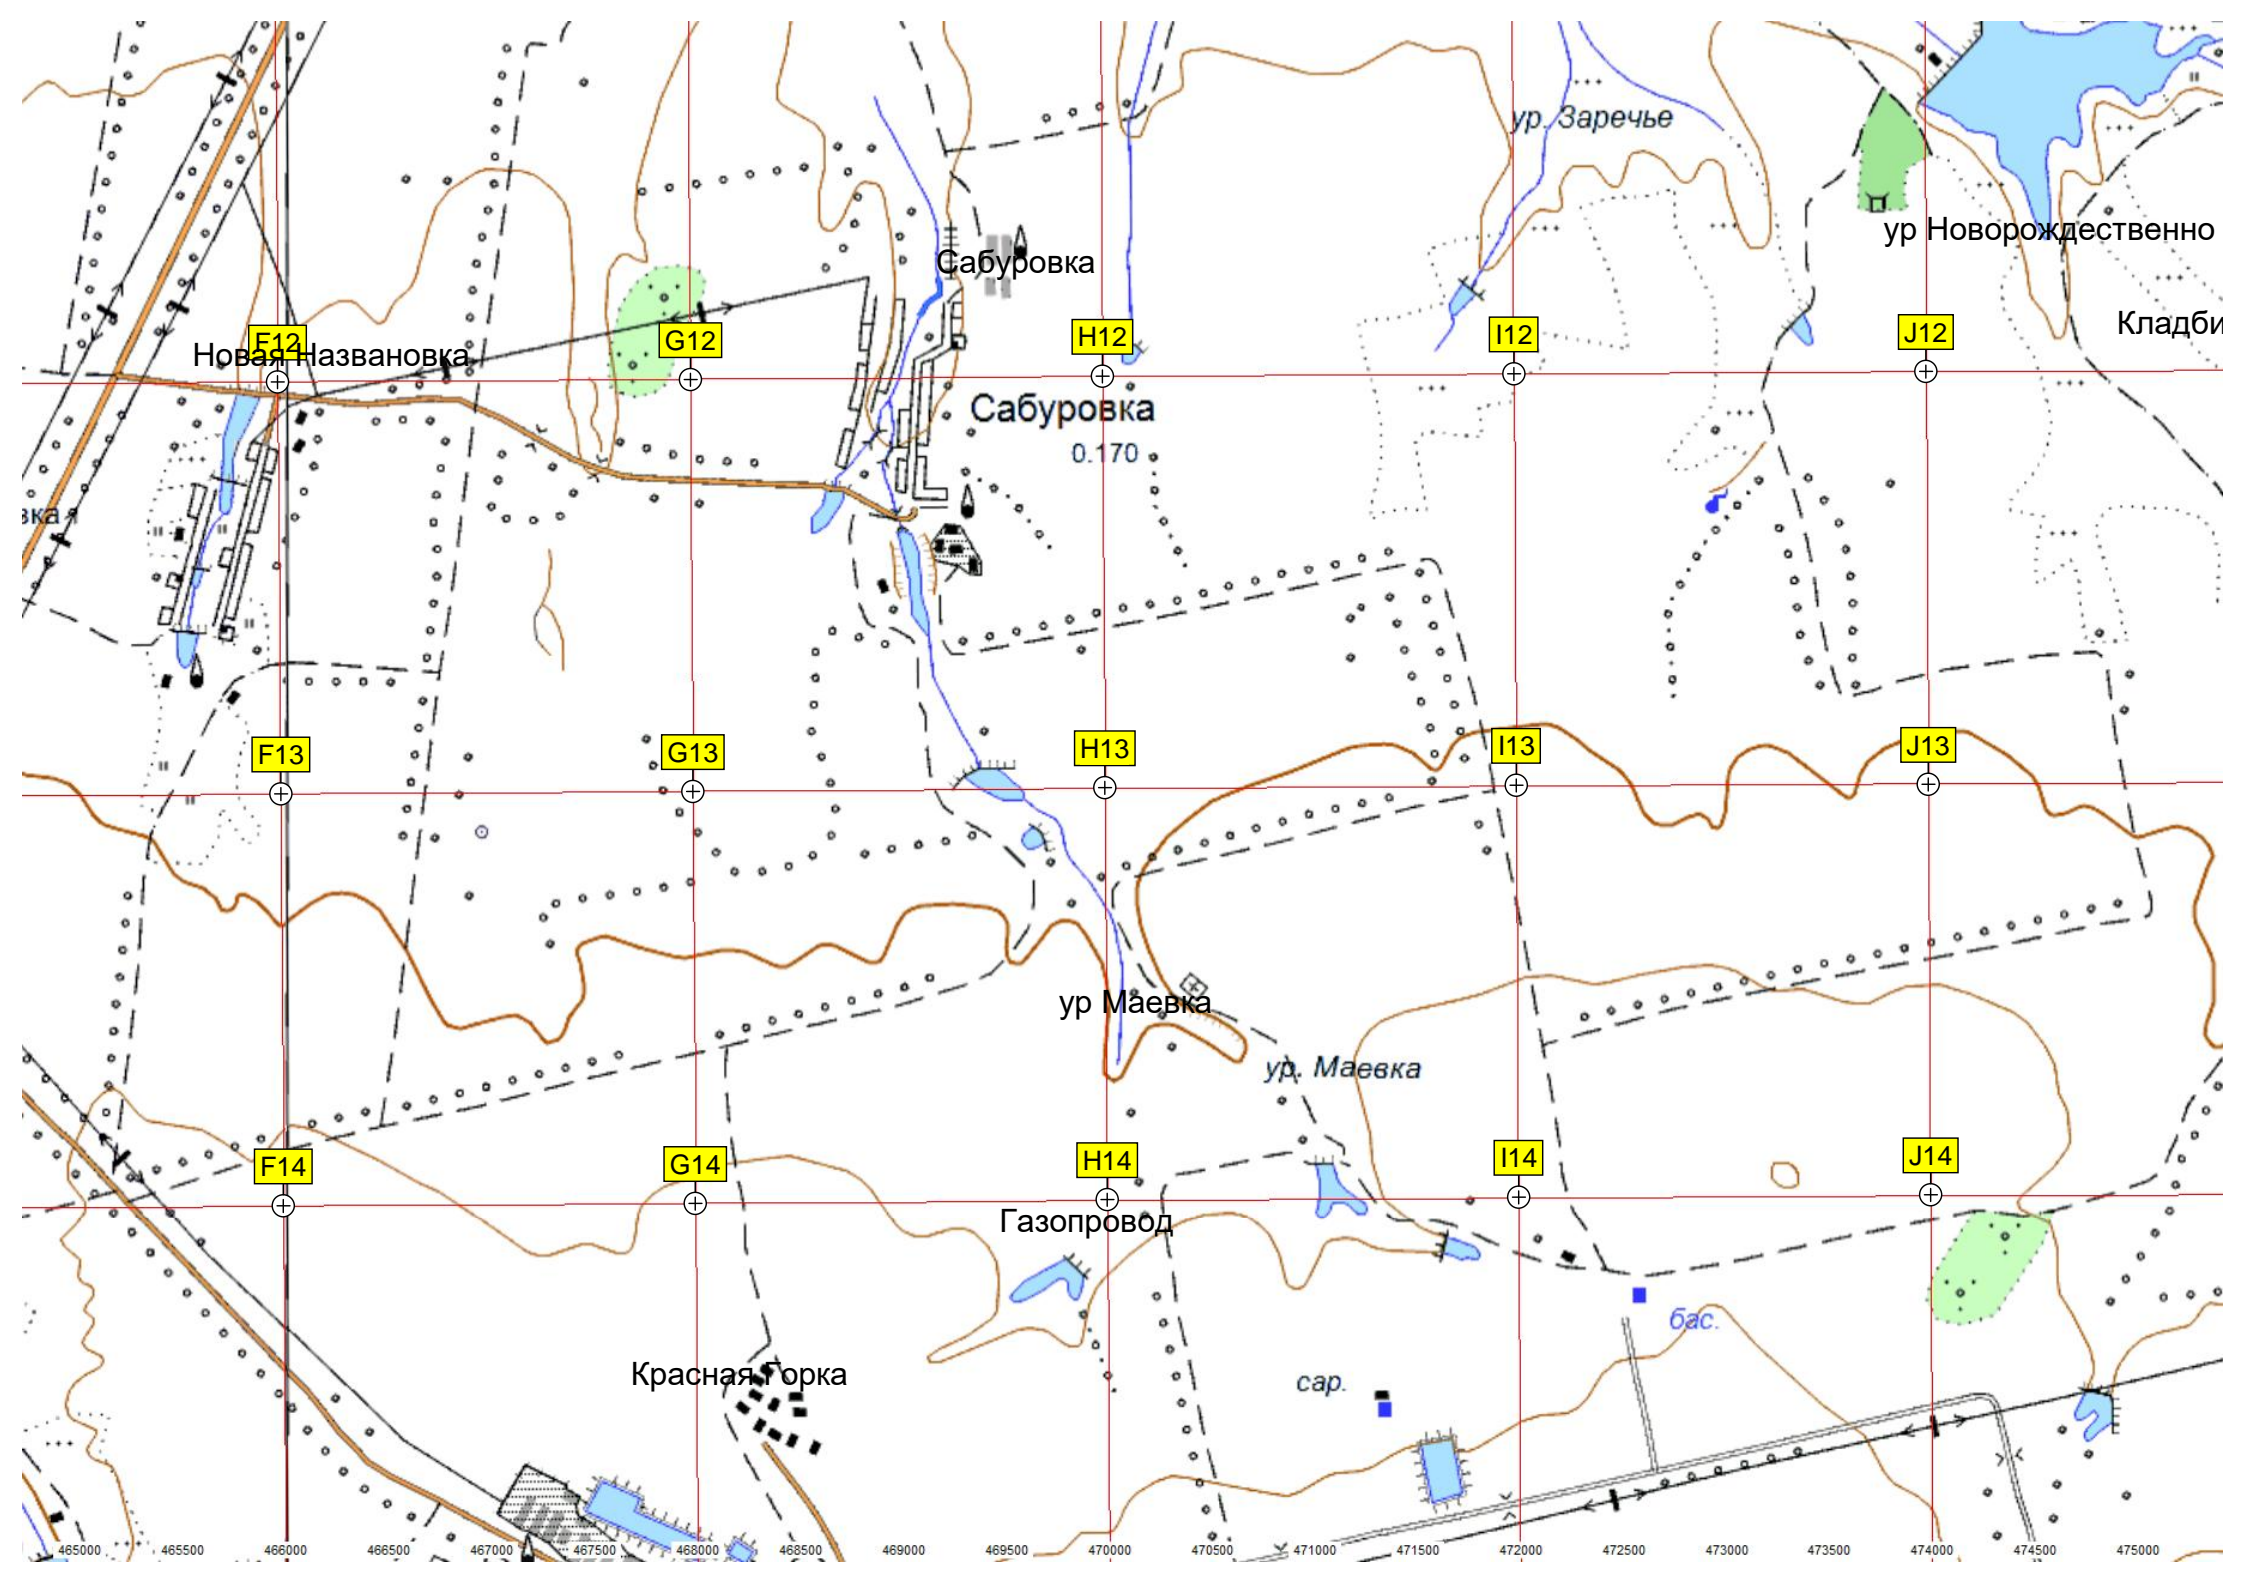 ур. Заречье
ур Новорождественно
Сабуровка
Кладби
F12
Новая Названовка
G12
H12
I12
J12
Сабуровка
0.170
вка
F13
G13
H13
I13
J13
ур Маевка
ур. Маевка
F14
G14
H14
I14
J14
Газопровод
бас.
Красная Горка
сар.
465000 465500 466000 466500 467000 467500 468000 468500 469000 469500 470000 470500 471000 471500 472000 472500 473000 473500 474000 474500 475000